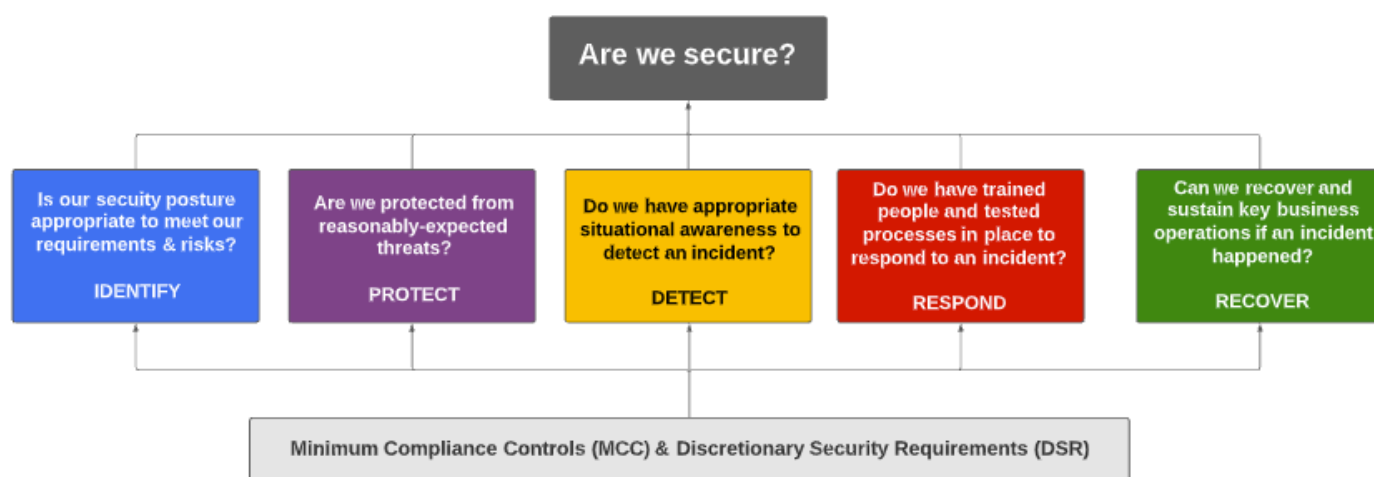 Are we secure?
Is our secuity posture
appropriate to meet our
requirements & risks?
IDENTIFY
Are we protected from
reasonably-expected
threats?
PROTECT
Do we have appropriate
situational awareness to
detect an incident?
DETECT
Do we have trained
people and tested
processes in place to
respond to an incident?
RESPOND
Can we recover and
sustain key business
operations if an incident
happened?
RECOVER
Minimum Compliance Controls (MCC) & Discretionary Security Requirements (DSR)